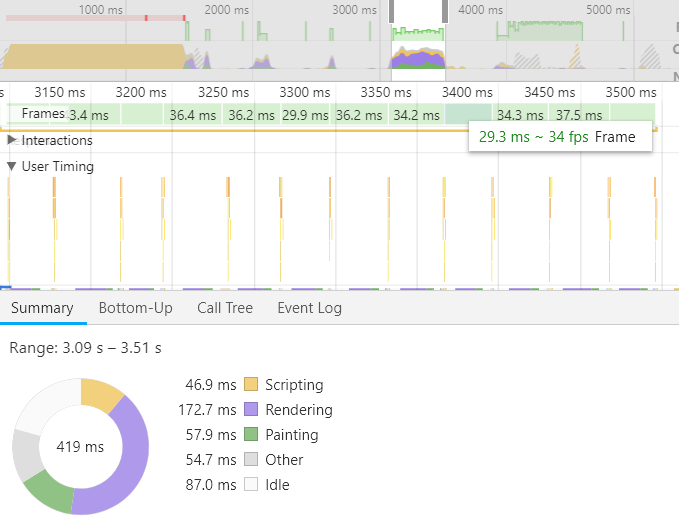 1000 ms 2000 ms 3000 ms 4000 ms 5000 ms
3150 ms 3200 ms 3250 ms 3300 ms 3350 ms 3400 ms 3450 ms 3500 ms
Frames 3.4 ms 36.4 ms 36.2 ms 29.9 ms 36.2 ms 34.2 ms 34.3 ms 37.5 ms
29.3 ms ~ 34 fps Frame
Interactions
User Timing
Summary Bottom-Up Call Tree Event Log
Range: 3.09 s – 3.51 s
46.9 ms Scripting
172.7 ms Rendering
419 ms
57.9 ms Painting
54.7 ms Other
87.0 ms Idle